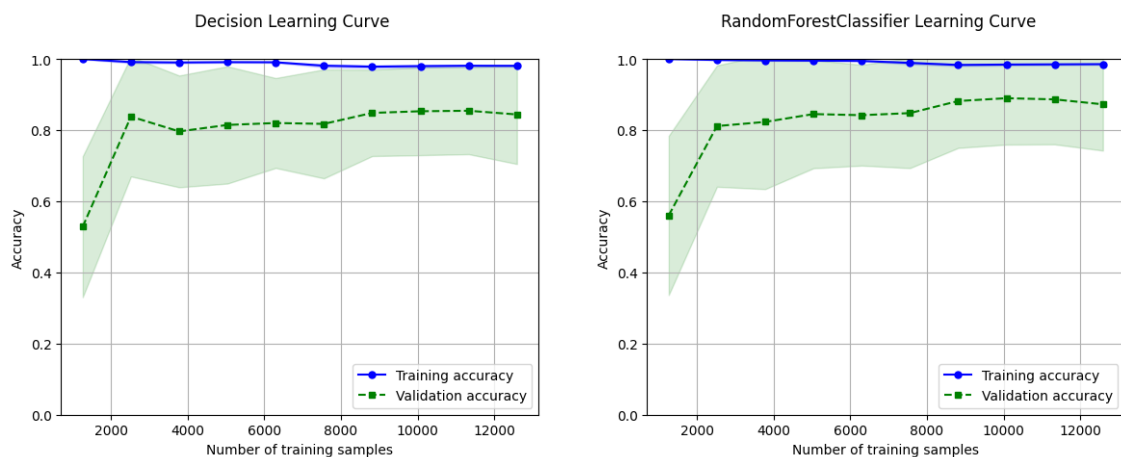 Decision Learning Curve
1.0
0.8
0.6
0.4
0.2
0.0
Accuracy
2000 4000 6000 8000 10000 12000
Number of training samples
Training accuracy
Validation accuracy
RandomForestClassifier Learning Curve
1.0
0.8
0.6
0.4
0.2
0.0
Accuracy
2000 4000 6000 8000 10000 12000
Number of training samples
Training accuracy
Validation accuracy